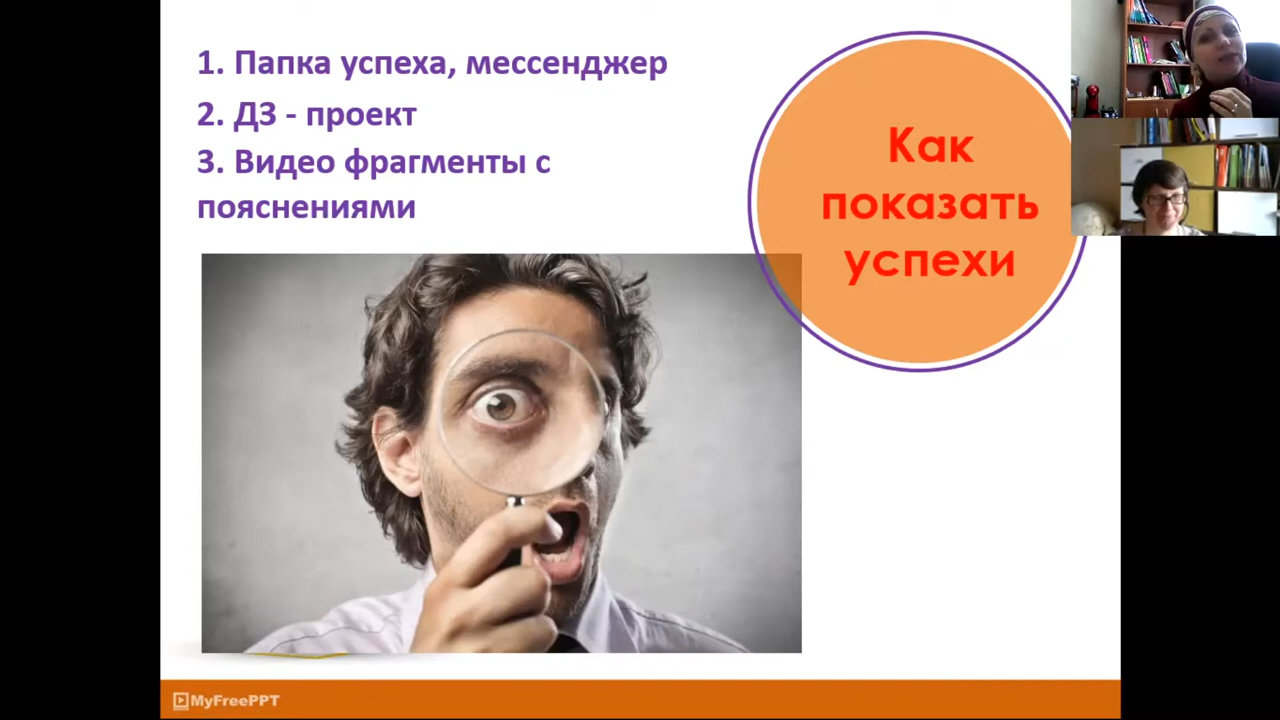 1. Папка успеха, мессенджер
2. ДЗ - проект
3. Видео фрагменты с
пояснениями
Как
показать
успехи
MyFreePPT